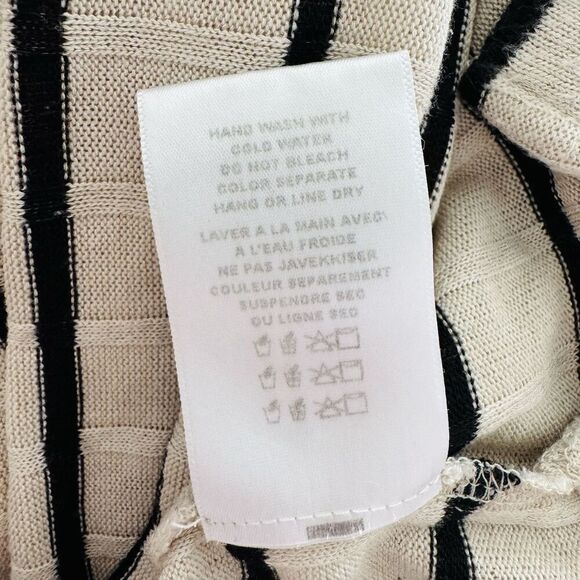 HAND WASH WITH
COLD WATER
DO NOT BLEACH
COLOR SEPARATE
HANG OR LINE DRY
LAVER A LA MAIN AVEC\
A L'EAU FROIDE
NE PAS JAVEKKISER
COULEUR SEPAREMENT
SUSPENDRE SEC
OU LIGNE SEC